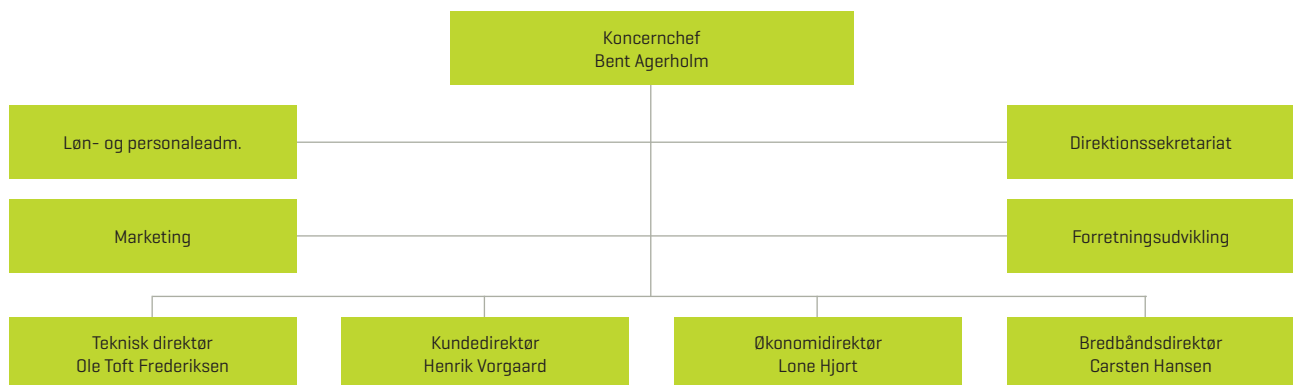 Koncernchef
Bent Agerholm
Løn- og personaleadm.
Direktionssekretariat
Marketing
Forretningsudvikling
Teknisk direktør
Ole Toft Frederiksen
Kundedirektør
Henrik Vorgaard
Økonomidirektør
Lone Hjort
Bredbåndsdirektør
Carsten Hansen